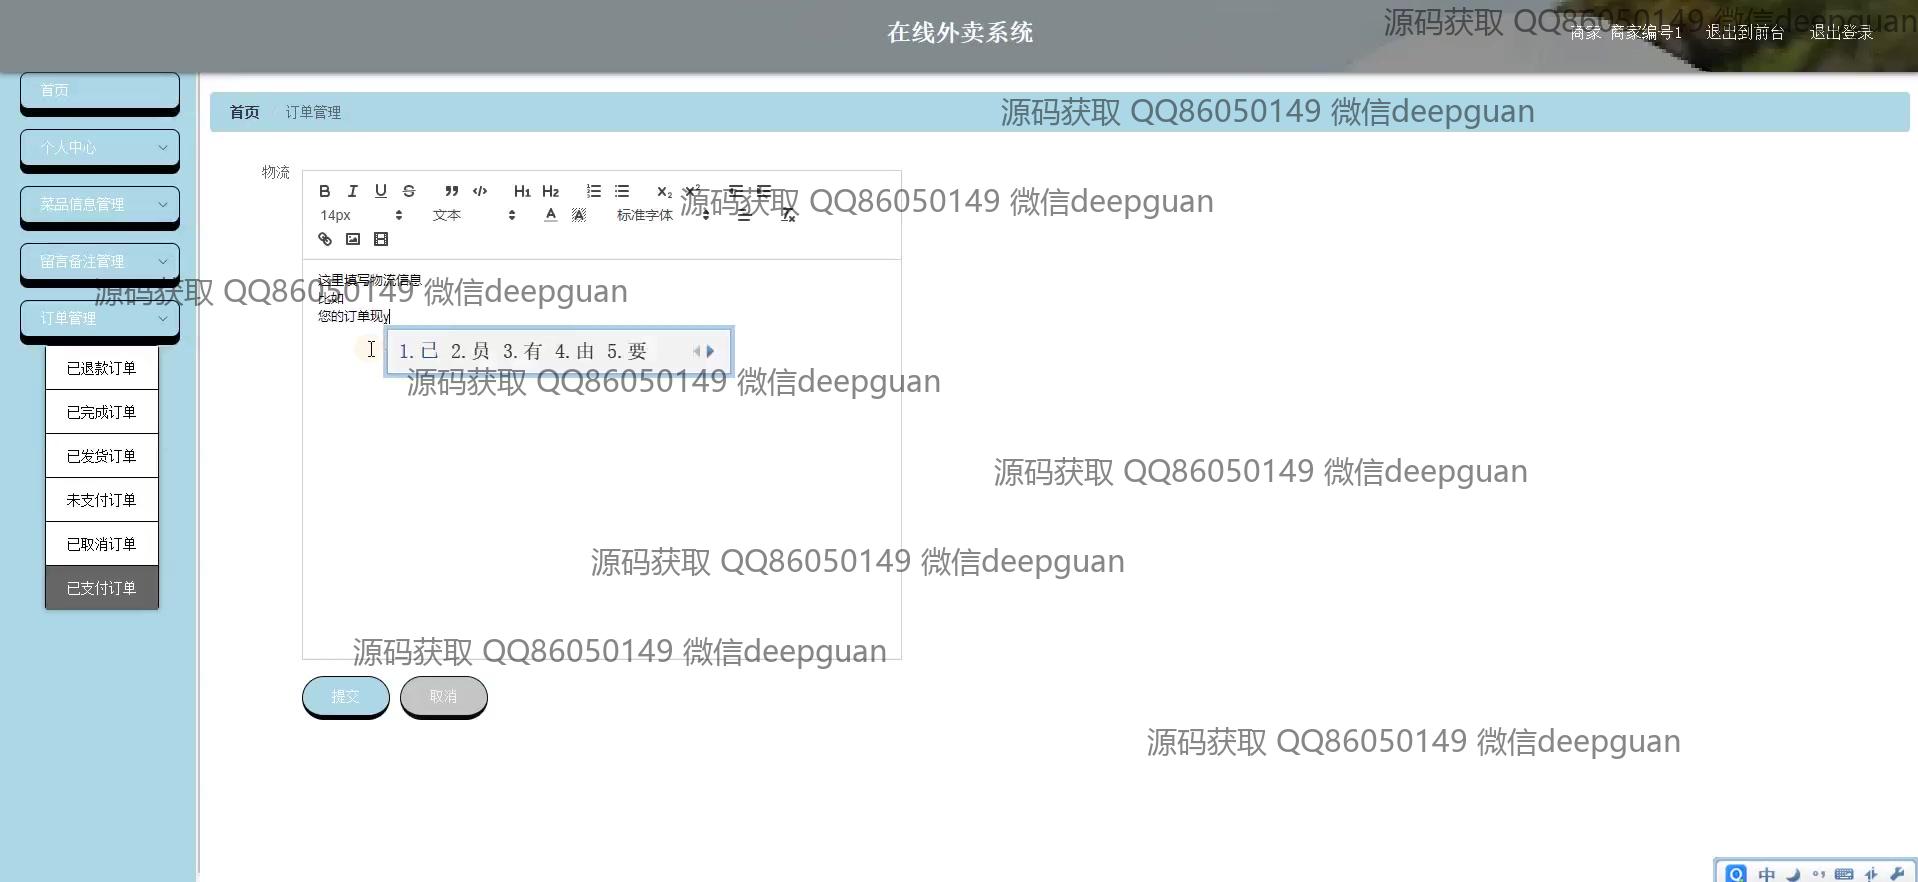 在线外卖系统
源码获取 QQ86050149 微信deepguan
商家 商家编号1 退出到前台 退出登录
首页
个人中心
菜品信息管理
留言备注管理
订单管理
已退款订单
已完成订单
已发货订单
未支付订单
已取消订单
已支付订单
首页 订单管理
源码获取 QQ86050149 微信deepguan
物流
B I U S ” </> H1 H2 X2 X2
源码获取 QQ86050149 微信deepguan
14px 文本 A A 标准字体 Tx
这里填写物流信息
源码获取 QQ86050149 微信deepguan
比如
您的订单现y
1.已 2.员 3.有 4.由 5.要
源码获取 QQ86050149 微信deepguan
源码获取 QQ86050149 微信deepguan
源码获取 QQ86050149 微信deepguan
源码获取 QQ86050149 微信deepguan
提交 取消
源码获取 QQ86050149 微信deepguan
中